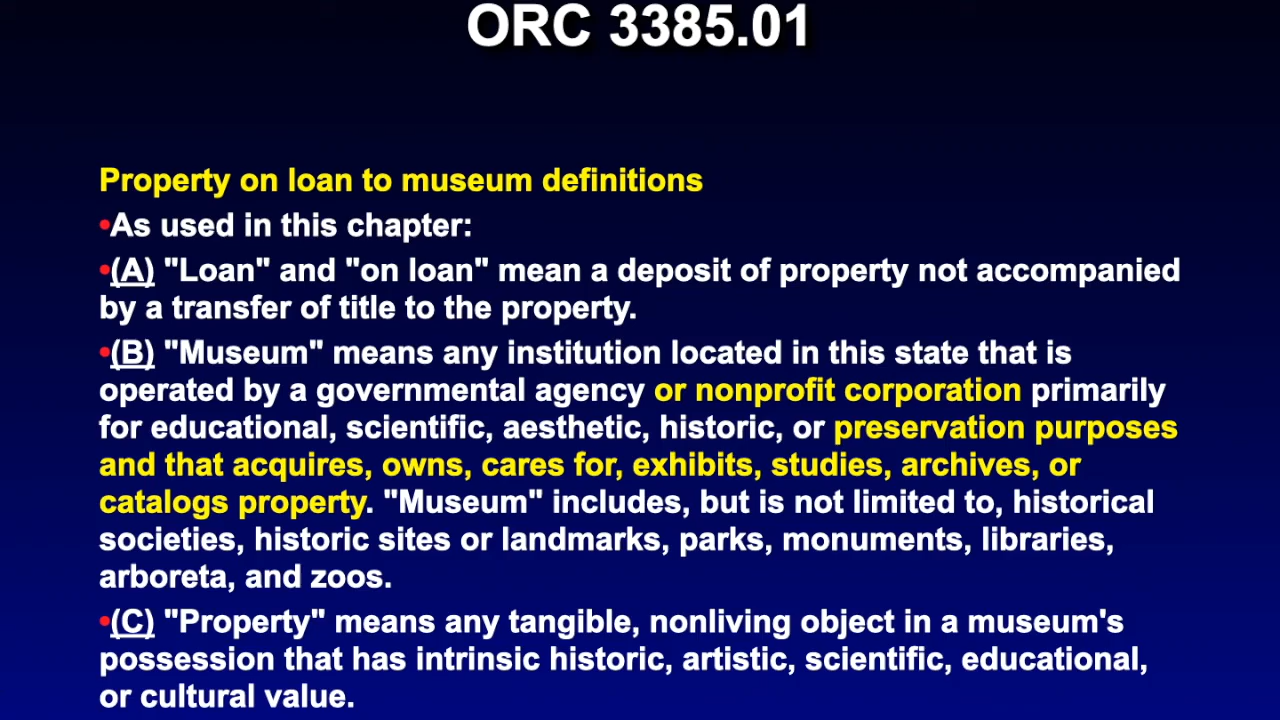 ORC 3385.01
Property on loan to museum definitions
•As used in this chapter:
•(A) "Loan" and "on loan" mean a deposit of property not accompanied
by a transfer of title to the property.
•(B) "Museum" means any institution located in this state that is
operated by a governmental agency or nonprofit corporation primarily
for educational, scientific, aesthetic, historic, or preservation purposes
and that acquires, owns, cares for, exhibits, studies, archives, or
catalogs property. "Museum" includes, but is not limited to, historical
societies, historic sites or landmarks, parks, monuments, libraries,
arboreta, and zoos.
•(C) "Property" means any tangible, nonliving object in a museum's
possession that has intrinsic historic, artistic, scientific, educational,
or cultural value.